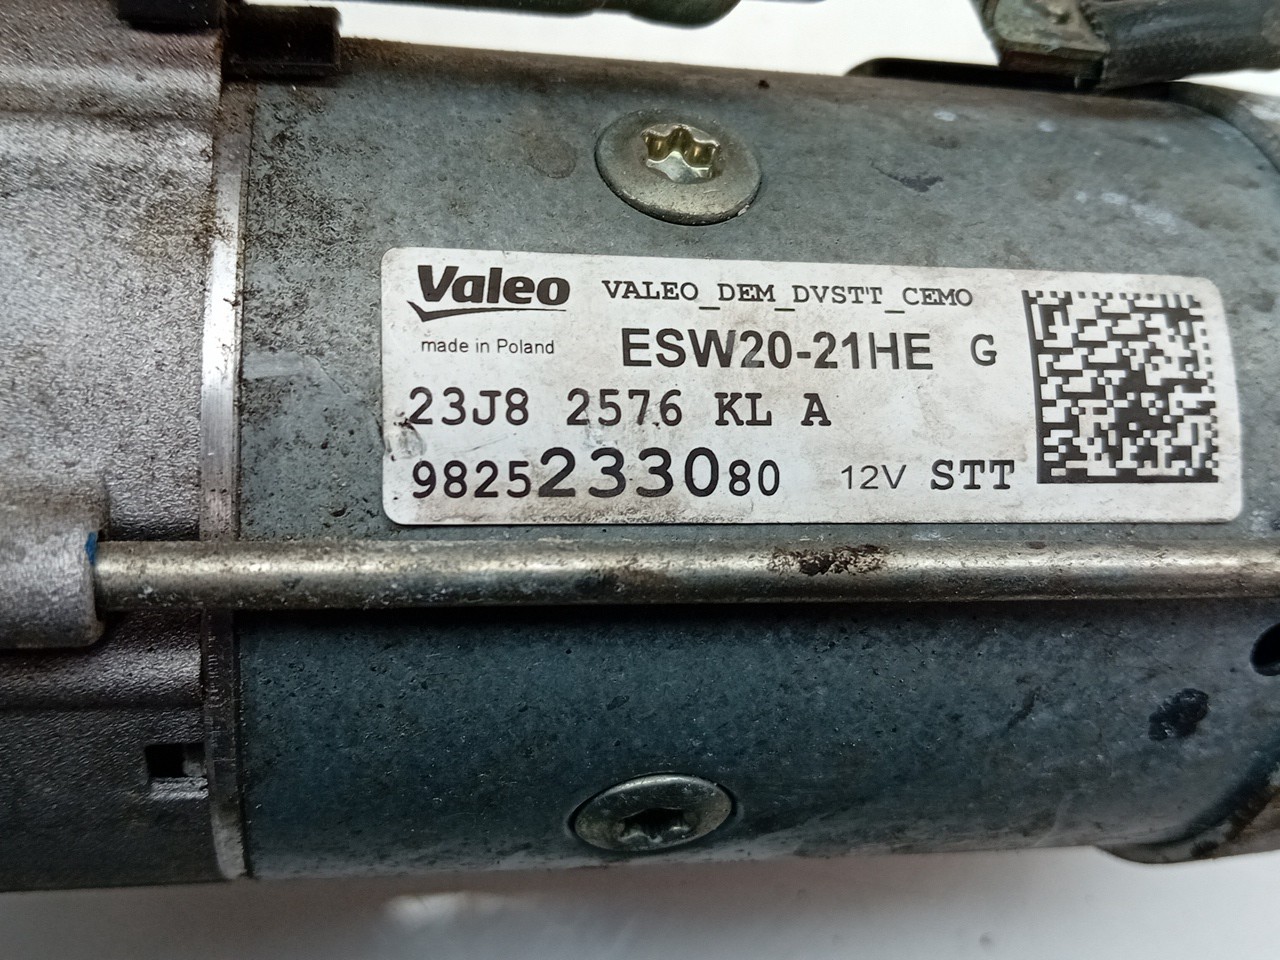 Valeo VALEO_DEM_DVSTT_CEMO
made in Poland ESW20-21HE G
23J8 2576 KL A
9825233080 12V STT